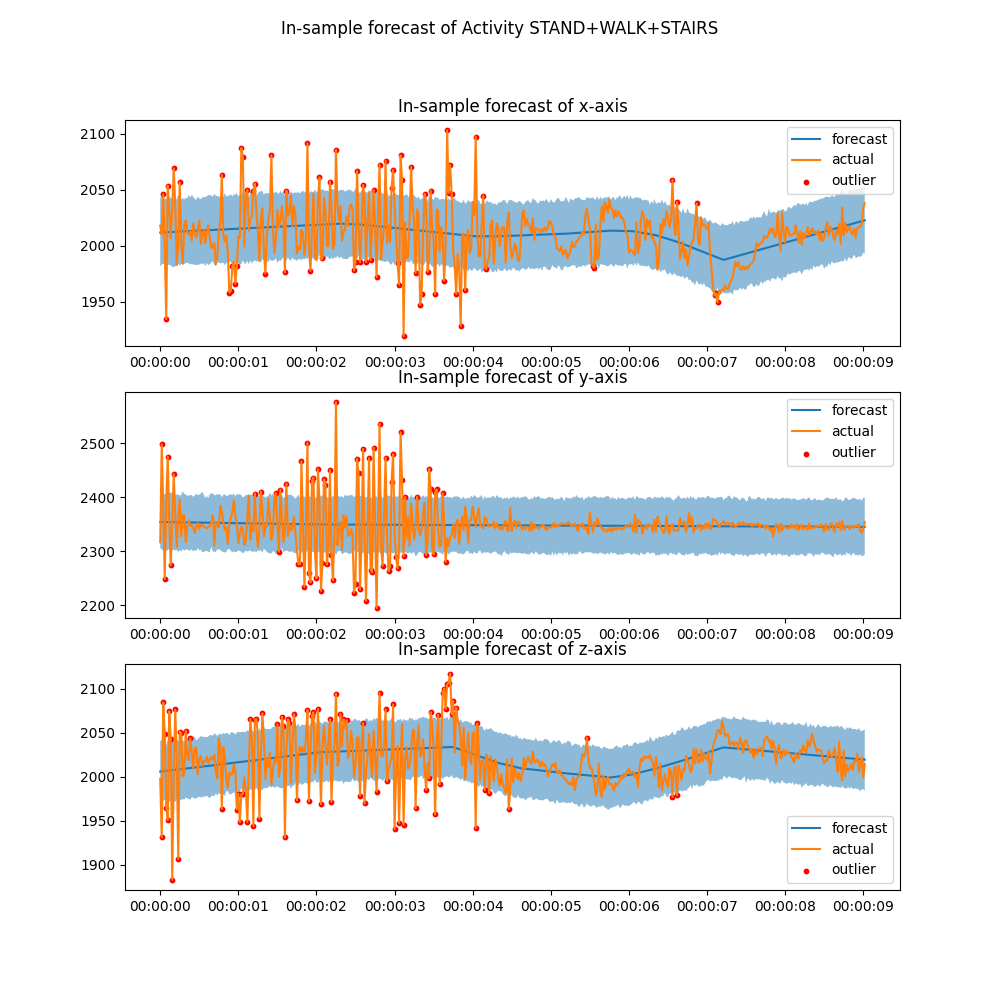 In-sample forecast of Activity STAND+WALK+STAIRS
In-sample forecast of x-axis
2100
2050
2000
1950
forecast
actual
outlier
00:00:00 00:00:01 00:00:02 00:00:03 00:00:04 00:00:05 00:00:06 00:00:07 00:00:08 00:00:09
In-sample forecast of y-axis
2500
2400
2300
2200
forecast
actual
outlier
00:00:00 00:00:01 00:00:02 00:00:03 00:00:04 00:00:05 00:00:06 00:00:07 00:00:08 00:00:09
In-sample forecast of z-axis
2100
2050
2000
1950
1900
forecast
actual
outlier
00:00:00 00:00:01 00:00:02 00:00:03 00:00:04 00:00:05 00:00:06 00:00:07 00:00:08 00:00:09